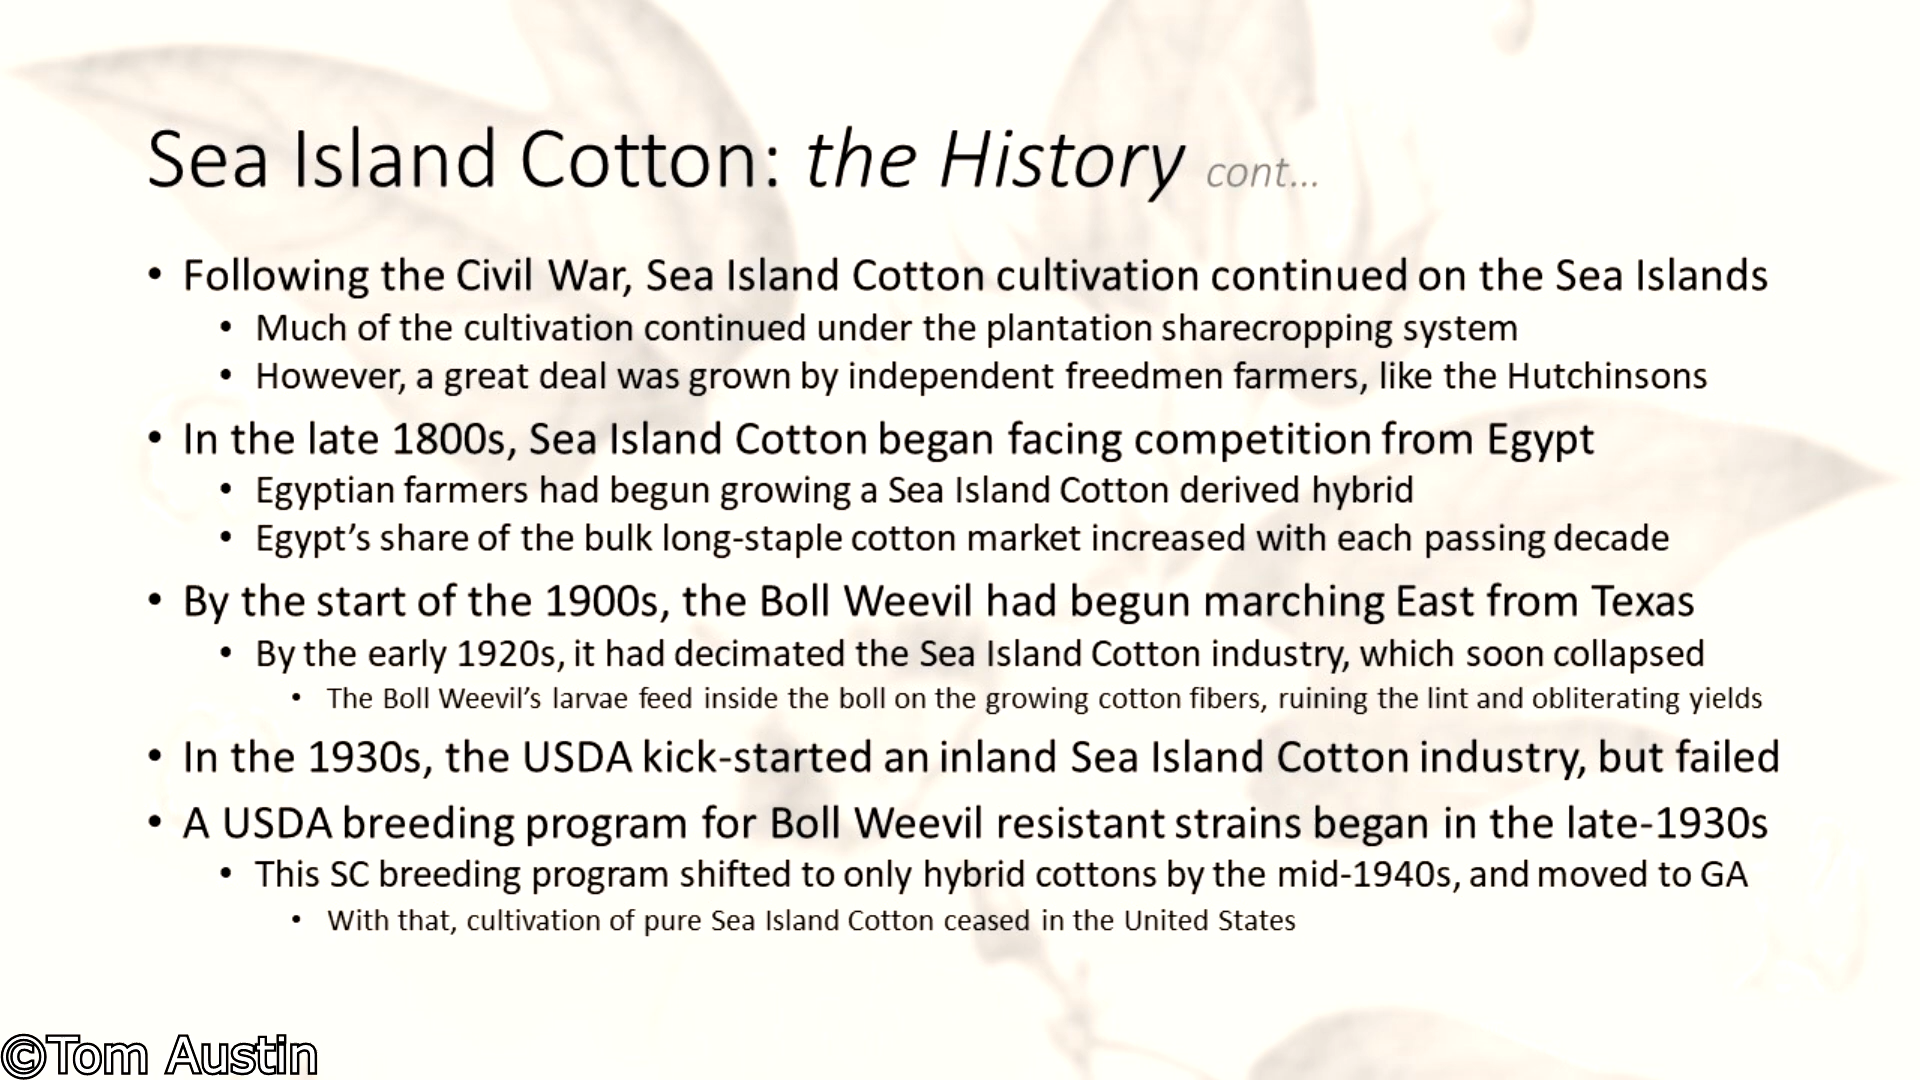 Sea Island Cotton: the History cont...
• Following the Civil War, Sea Island Cotton cultivation continued on the Sea Islands
• Much of the cultivation continued under the plantation sharecropping system
• However, a great deal was grown by independent freedmen farmers, like the Hutchinsons
• In the late 1800s, Sea Island Cotton began facing competition from Egypt
• Egyptian farmers had begun growing a Sea Island Cotton derived hybrid
• Egypt’s share of the bulk long-staple cotton market increased with each passing decade
• By the start of the 1900s, the Boll Weevil had begun marching East from Texas
• By the early 1920s, it had decimated the Sea Island Cotton industry, which soon collapsed
• The Boll Weevil’s larvae feed inside the boll on the growing cotton fibers, ruining the lint and obliterating yields
• In the 1930s, the USDA kick-started an inland Sea Island Cotton industry, but failed
• A USDA breeding program for Boll Weevil resistant strains began in the late-1930s
• This SC breeding program shifted to only hybrid cottons by the mid-1940s, and moved to GA
• With that, cultivation of pure Sea Island Cotton ceased in the United States
©Tom Austin